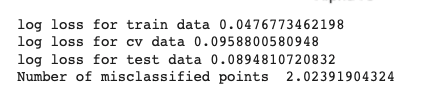 log loss for train data 0.0476773462198
log loss for cv data 0.0958800580948
log loss for test data 0.0894810720832
Number of misclassified points  2.02391904324